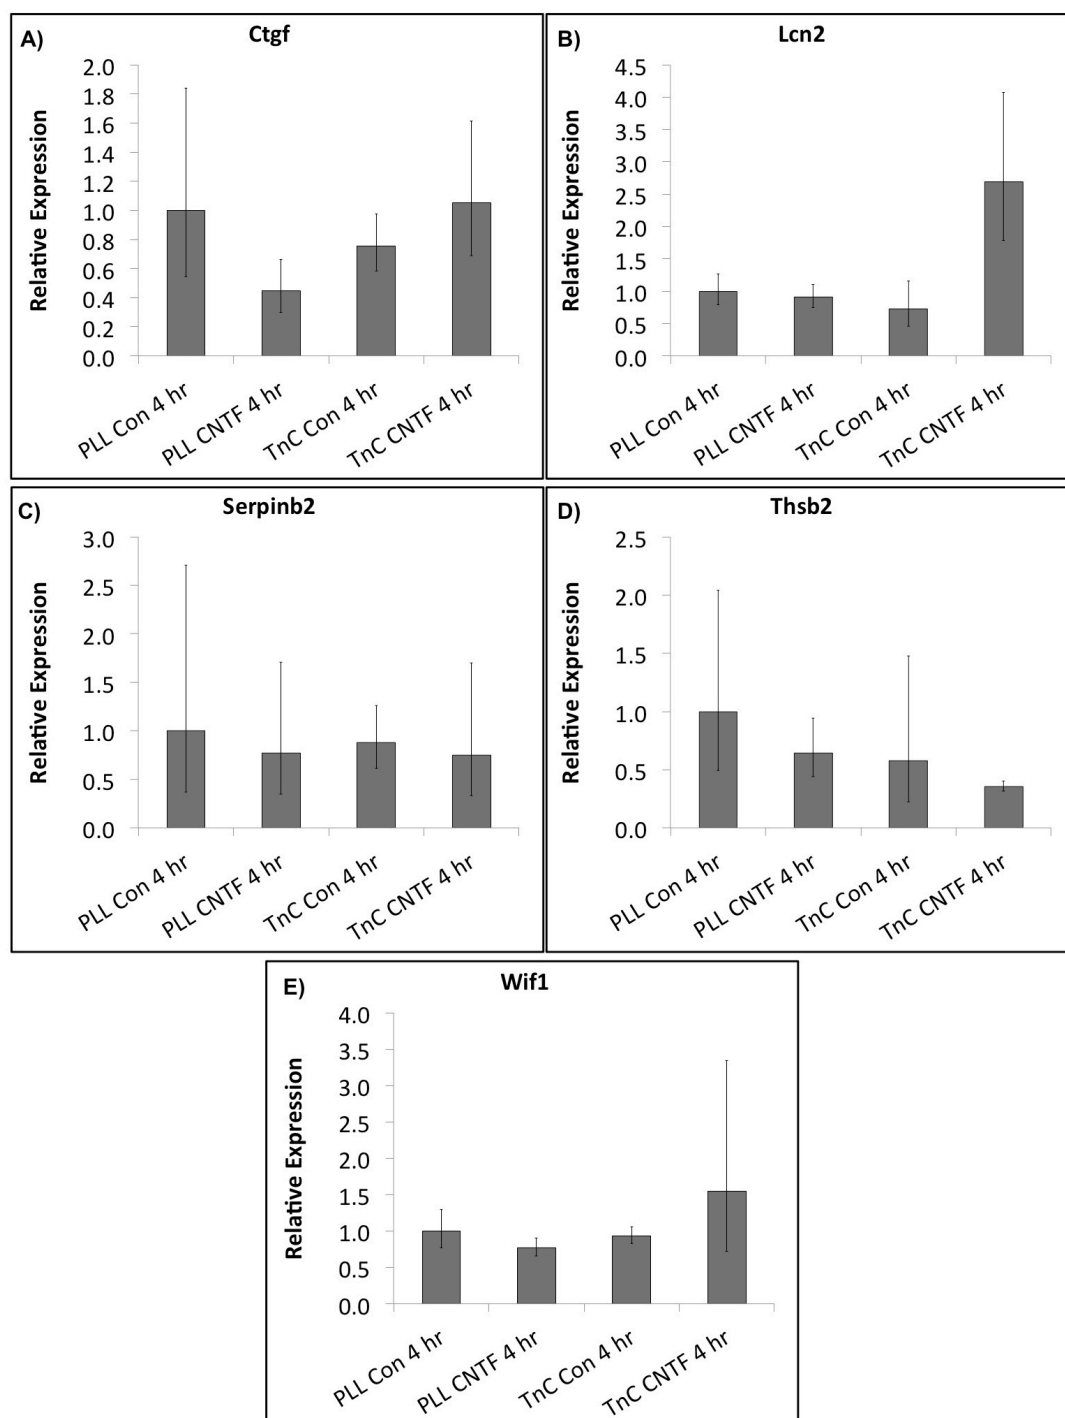 A)
Ctgf
Relative Expression
2.0
1.8
1.6
1.4
1.2
1.0
0.8
0.6
0.4
0.2
0.0
PLL Con 4 hr
PLL CNTF 4 hr
TnC Con 4 hr
TnC CNTF 4 hr
B)
Lcn2
Relative Expression
4.5
4.0
3.5
3.0
2.5
2.0
1.5
1.0
0.5
0.0
PLL Con 4 hr
PLL CNTF 4 hr
TnC Con 4 hr
TnC CNTF 4 hr
C)
Serpinb2
Relative Expression
3.0
2.5
2.0
1.5
1.0
0.5
0.0
PLL Con 4 hr
PLL CNTF 4 hr
TnC Con 4 hr
TnC CNTF 4 hr
D)
Thsb2
Relative Expression
2.5
2.0
1.5
1.0
0.5
0.0
PLL Con 4 hr
PLL CNTF 4 hr
TnC Con 4 hr
TnC CNTF 4 hr
E)
Wif1
Relative Expression
4.0
3.5
3.0
2.5
2.0
1.5
1.0
0.5
0.0
PLL Con 4 hr
PLL CNTF 4 hr
TnC Con 4 hr
TnC CNTF 4 hr